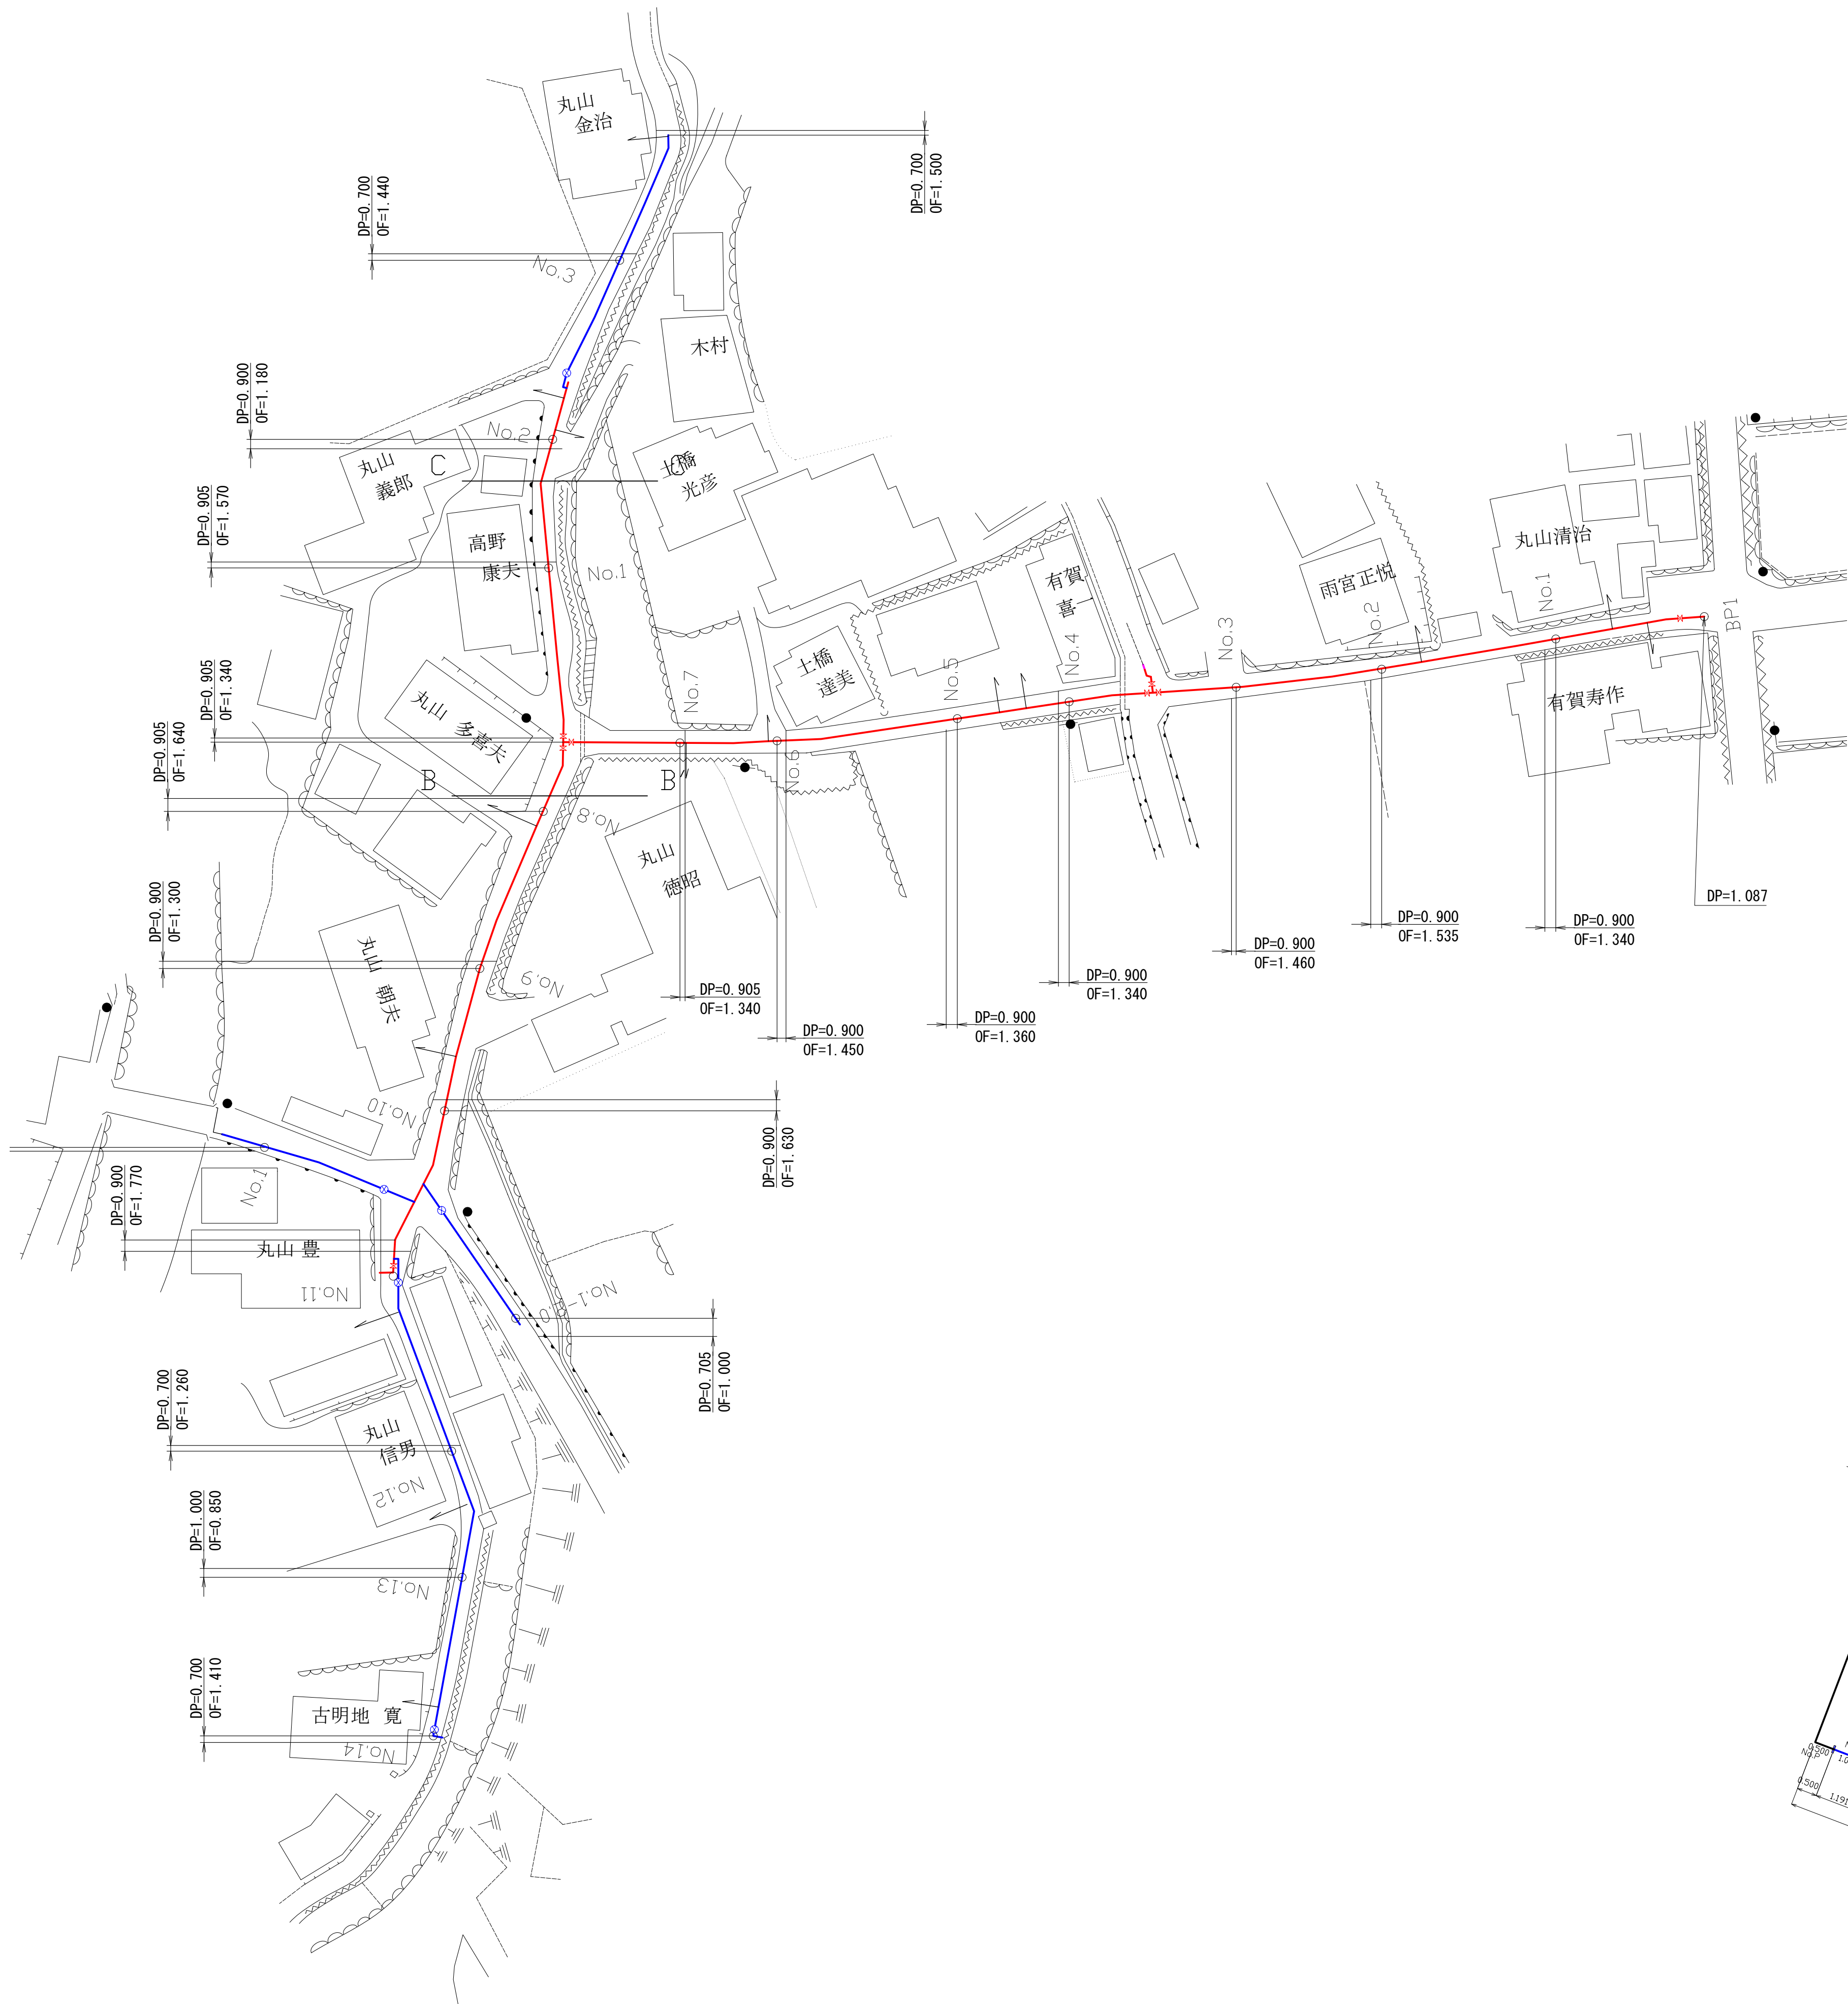 丸山
金治
DP=0.700
OF=1.500
DP=0.700
OF=1.440
No.3
木村
DP=0.900
OF=1.180
No.2
丸山
義郎
C
C
土橋
光彦
DP=0.905
OF=1.570
高野
康夫
No.1
有賀
喜一
雨宮正悦
丸山清治
No.1
No.2
BP1
No.3
No.4
No.5
土橋
達美
No.7
No.6
有賀寿作
DP=0.905
OF=1.340
丸山 多喜夫
DP=0.905
OF=1.640
B
B
No.8
丸山
徳昭
DP=1.087
DP=0.900
OF=1.340
DP=0.900
OF=1.535
DP=0.900
OF=1.460
DP=0.900
OF=1.340
DP=0.900
OF=1.360
DP=0.900
OF=1.450
DP=0.905
OF=1.340
DP=0.900
OF=1.300
丸山 朝夫
No.9
No.10
DP=0.900
OF=1.630
No.1
DP=0.900
OF=1.770
丸山 豊
No.11
DP=0.705
OF=1.000
DP=0.700
OF=1.260
丸山
信男
No.12
DP=1.000
OF=0.850
No.13
DP=0.700
OF=1.410
古明地 寛
No.14
0.500
No.P
0.500